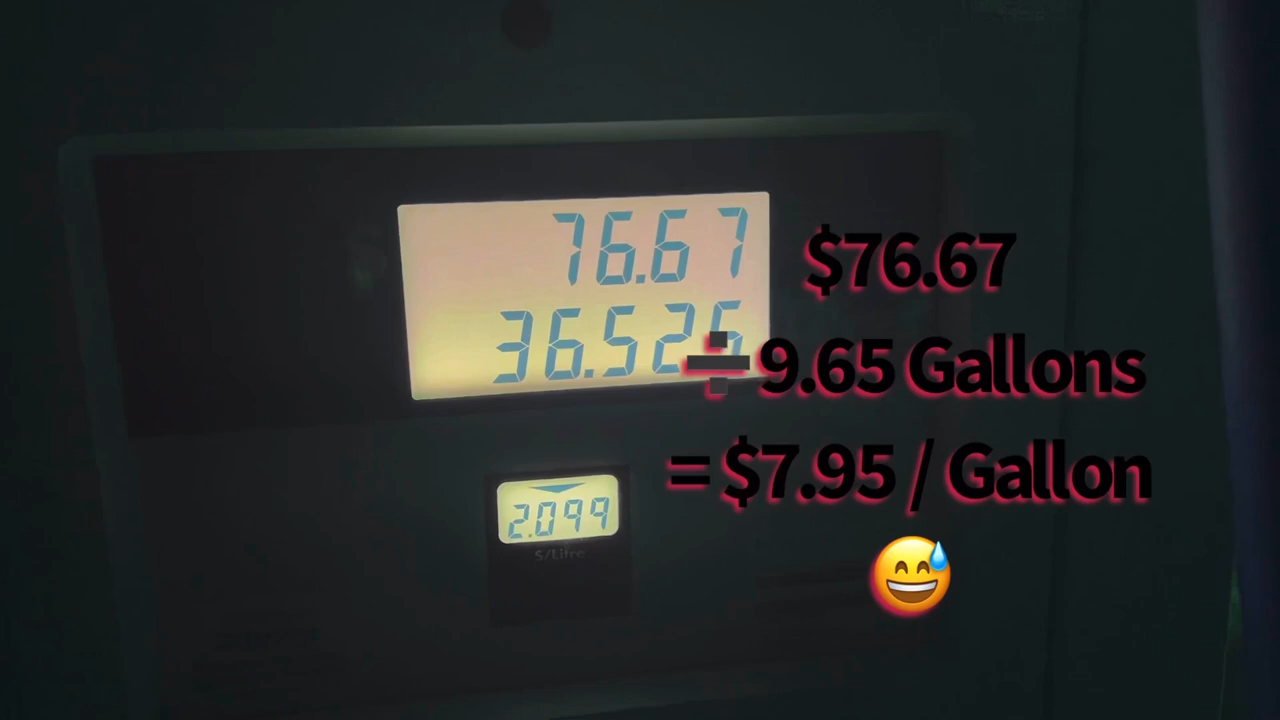 76.67
$76.67
36.525
÷ 9.65 Gallons
= $7.95 / Gallon
2.099
$/Litre